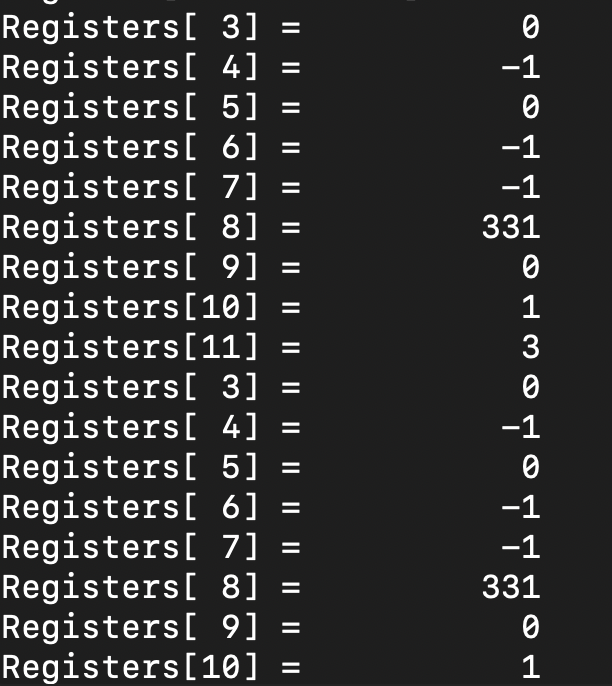 Registers[ 3] =           0
Registers[ 4] =          -1
Registers[ 5] =           0
Registers[ 6] =          -1
Registers[ 7] =          -1
Registers[ 8] =         331
Registers[ 9] =           0
Registers[10] =           1
Registers[11] =           3
Registers[ 3] =           0
Registers[ 4] =          -1
Registers[ 5] =           0
Registers[ 6] =          -1
Registers[ 7] =          -1
Registers[ 8] =         331
Registers[ 9] =           0
Registers[10] =           1